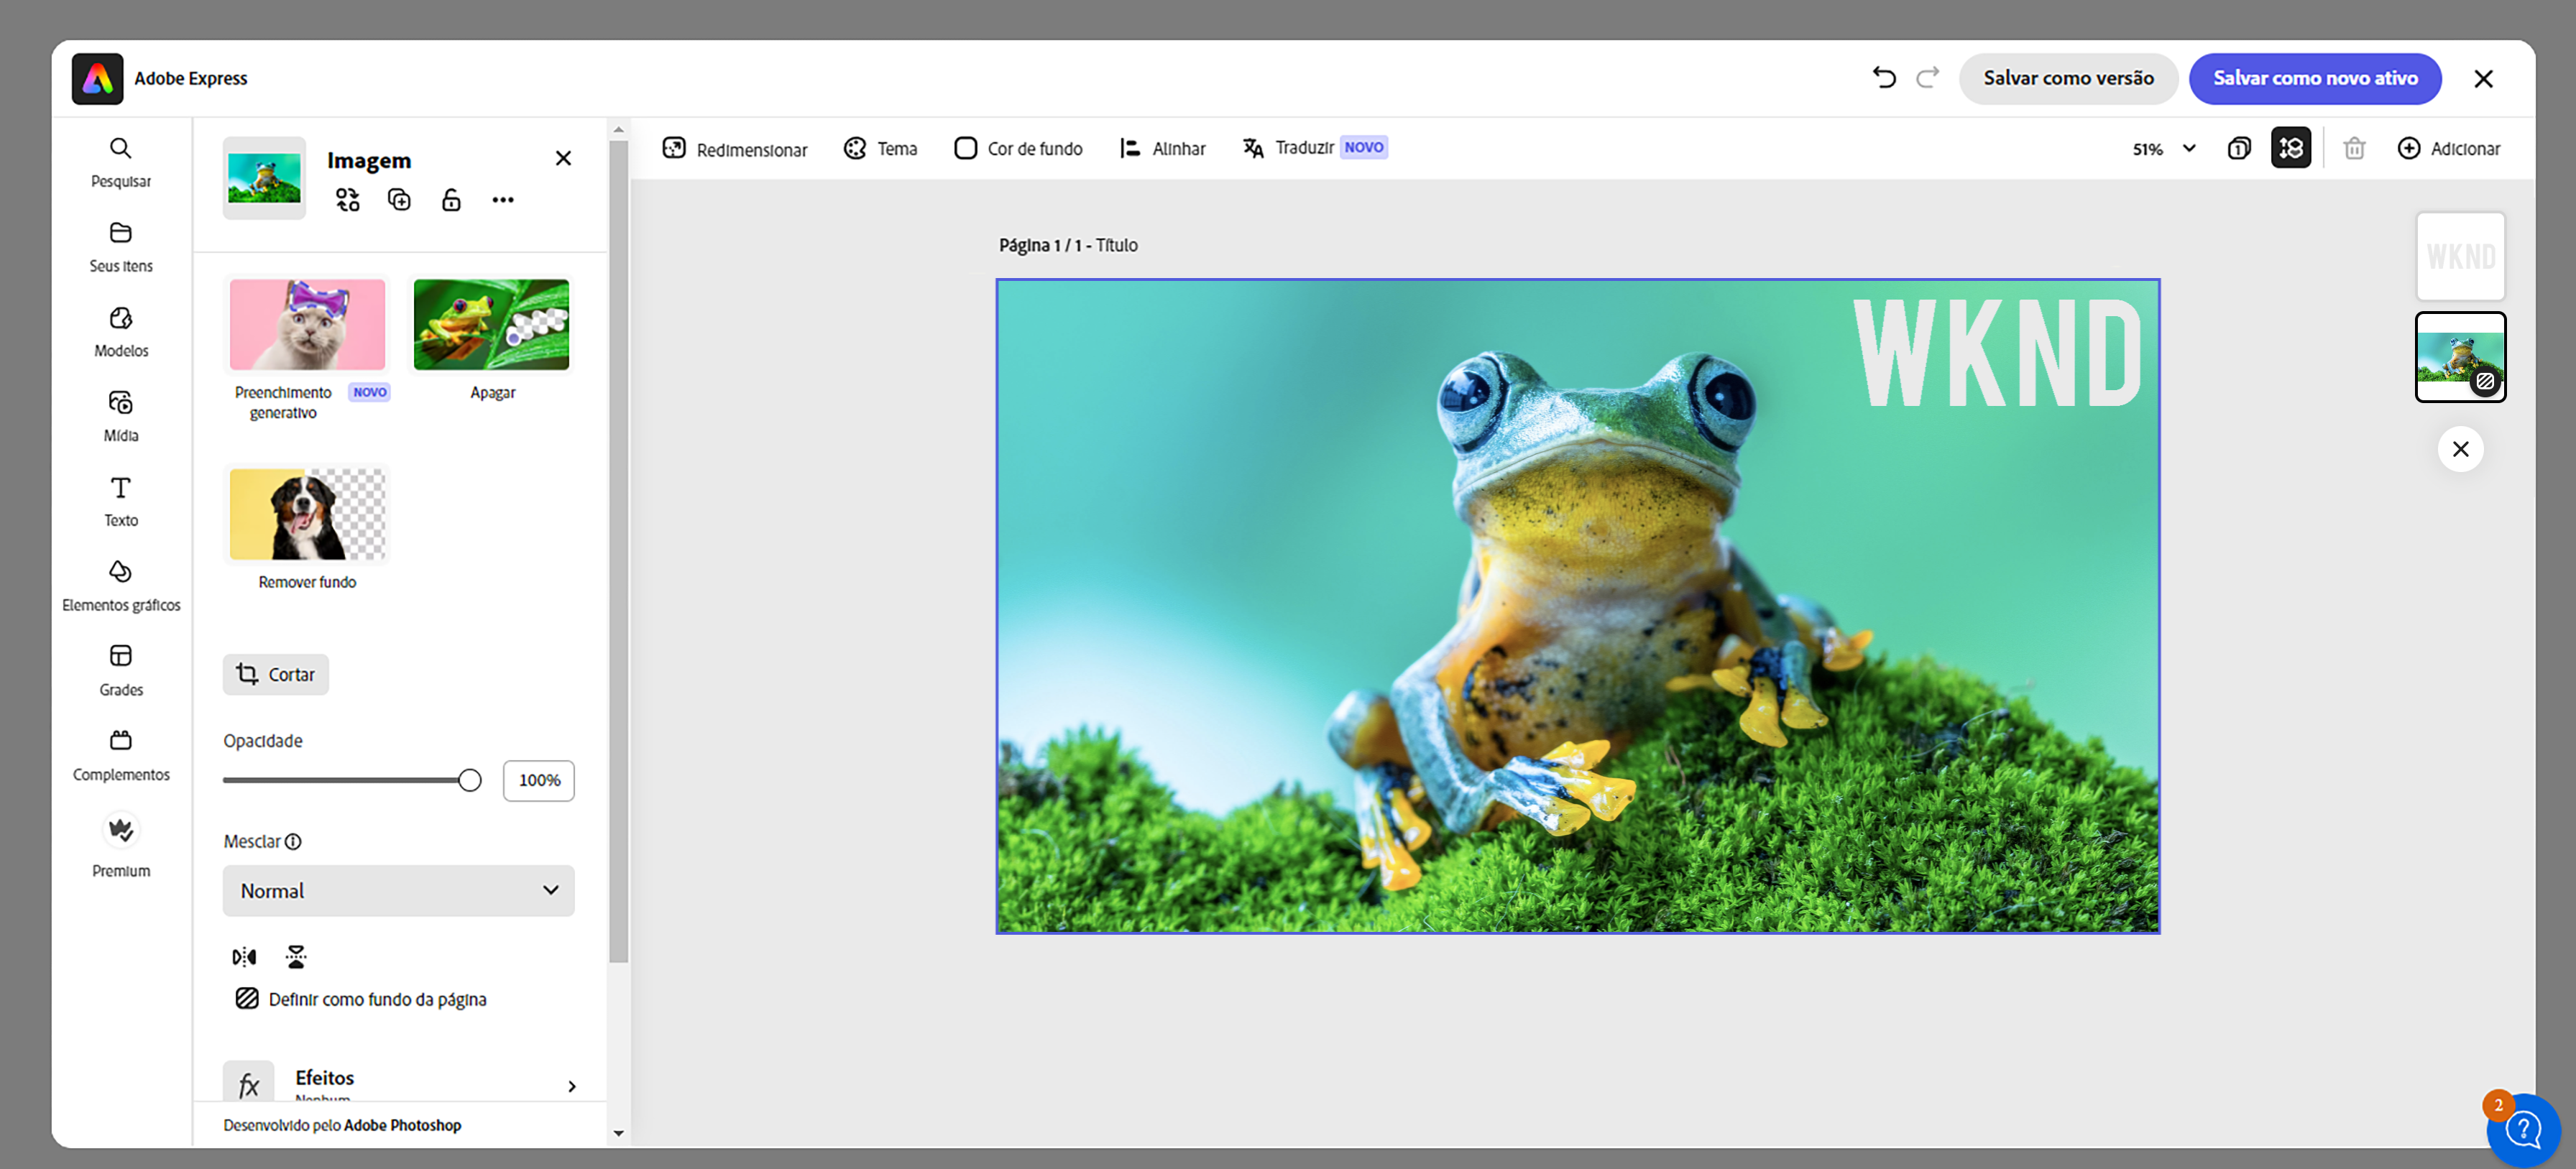 Adobe Express
Salvar como versão
Salvar como novo ativo
Pesquisar
Seus itens
Modelos
Mídia
Texto
Elementos gráficos
Grades
Complementos
Premium
Imagem
Preenchimento generativo NOVO
Apagar
Remover fundo
Cortar
Opacidade
100%
Mesclar
Normal
Definir como fundo da página
fx
Efeitos
Nenhum
Desenvolvido pelo Adobe Photoshop
Redimensionar
Tema
Cor de fundo
Alinhar
Traduzir NOVO
51%
1
Adicionar
Página 1 / 1 - Título
WKND
WKND
2
?